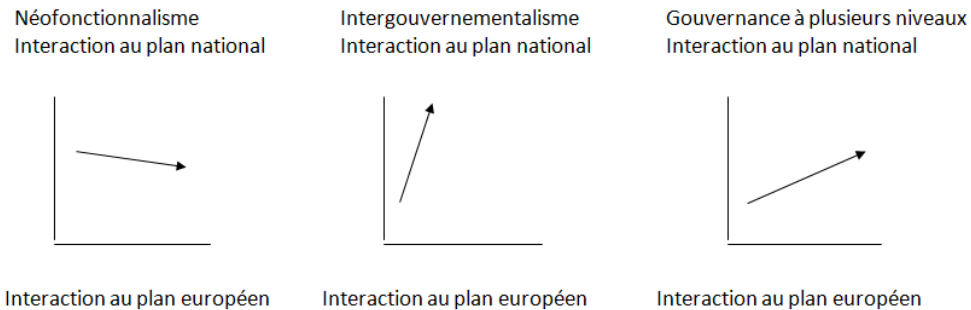 Néofonctionnalisme
Interaction au plan national
Intergouvernementalisme
Interaction au plan national
Gouvernance à plusieurs niveaux
Interaction au plan national
Interaction au plan européen
Interaction au plan européen
Interaction au plan européen